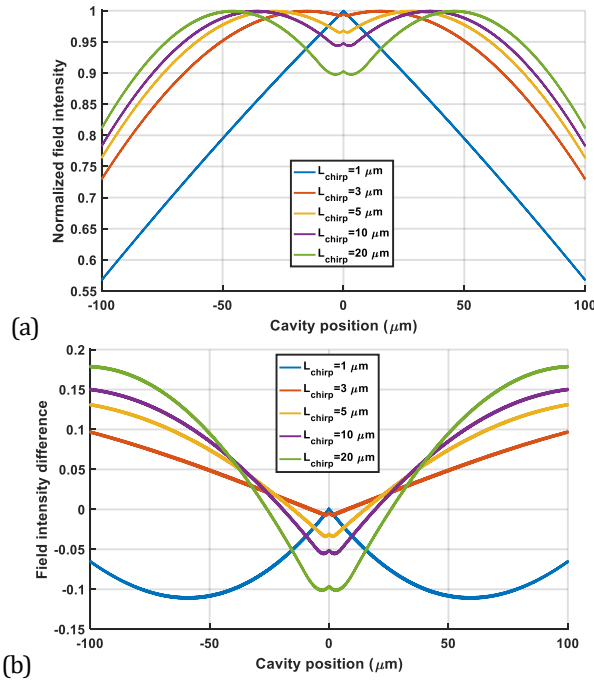 1
0.95
0.9
0.85
0.8
0.75
0.7
0.65
0.6
0.55
Normalized field intensity
L_chirp=1 μm
L_chirp=3 μm
L_chirp=5 μm
L_chirp=10 μm
L_chirp=20 μm
-100 -50 0 50 100
Cavity position (μm)
(a)
0.2
0.15
0.1
0.05
0
-0.05
-0.1
-0.15
Field intensity difference
L_chirp=1 μm
L_chirp=3 μm
L_chirp=5 μm
L_chirp=10 μm
L_chirp=20 μm
-100 -50 0 50 100
Cavity position (μm)
(b)